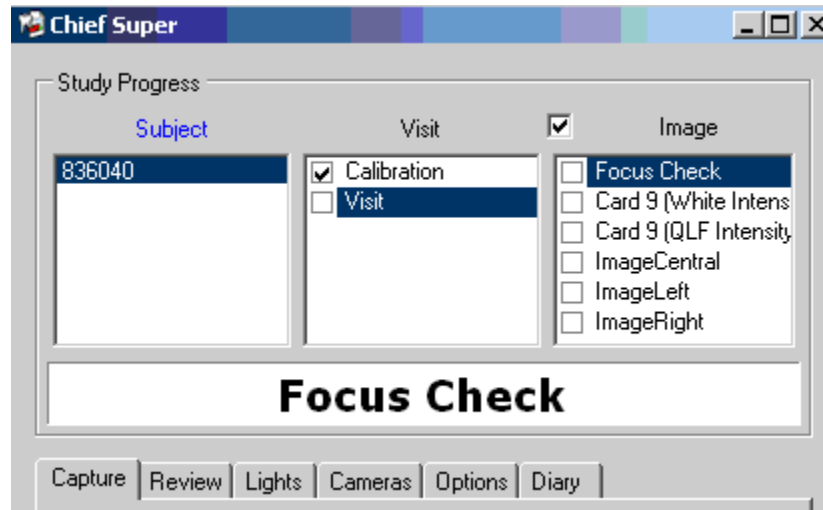 Chief Super
Study Progress
Subject Visit Image
836040
Calibration
Visit
Focus Check
Card 9 (White Intens
Card 9 (QLF Intensity
ImageCentral
ImageLeft
ImageRight
Focus Check
Capture Review Lights Cameras Options Diary